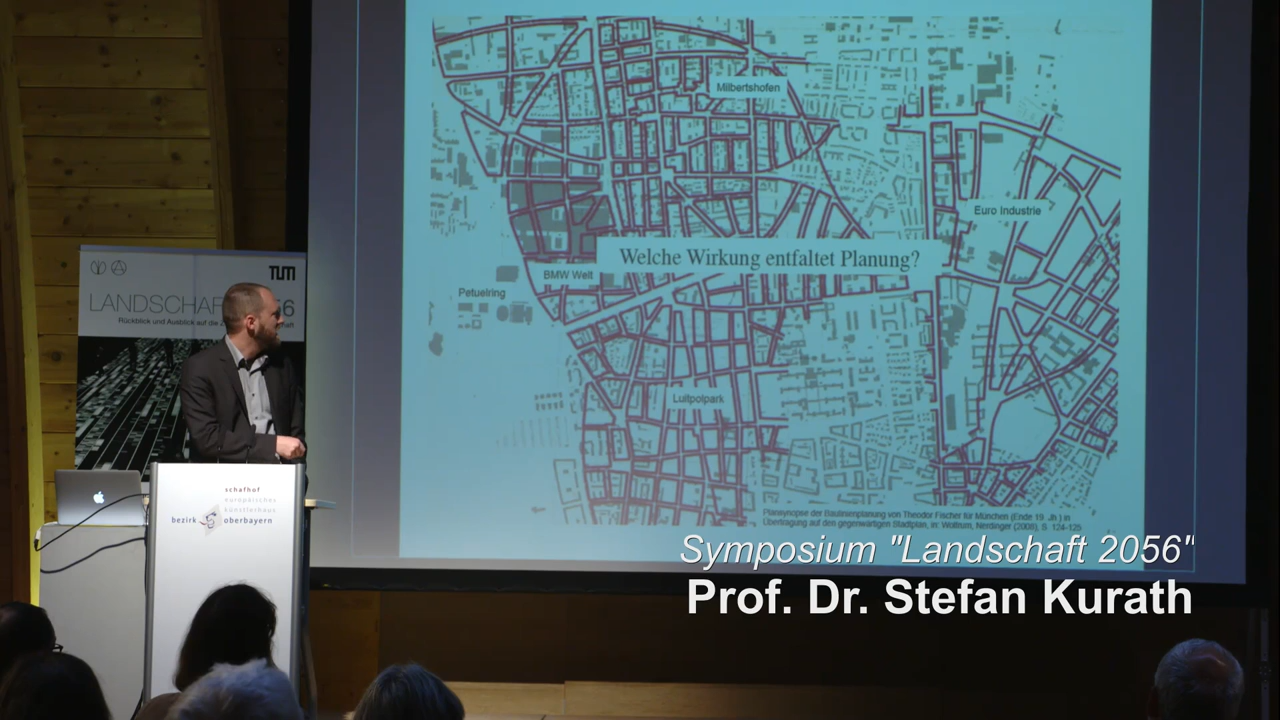 Milbertshofen
Euro Industrie
Welche Wirkung entfaltet Planung?
BMW Welt
Petuelring
Luitpolpark
Plansynopse der Baulinienplanung von Theodor Fischer für München (Ende 19. Jh.) in
Übertragung auf den gegenwärtigen Stadtplan, in: Wolfrum, Nerdinger (2008), S. 124-125
TUM
LANDSCHAF 56
Rückblick und Ausblick auf die
schafhof
europäisches
künstlerhaus
bezirk oberbayern
Symposium "Landschaft 2056"
Prof. Dr. Stefan Kurath